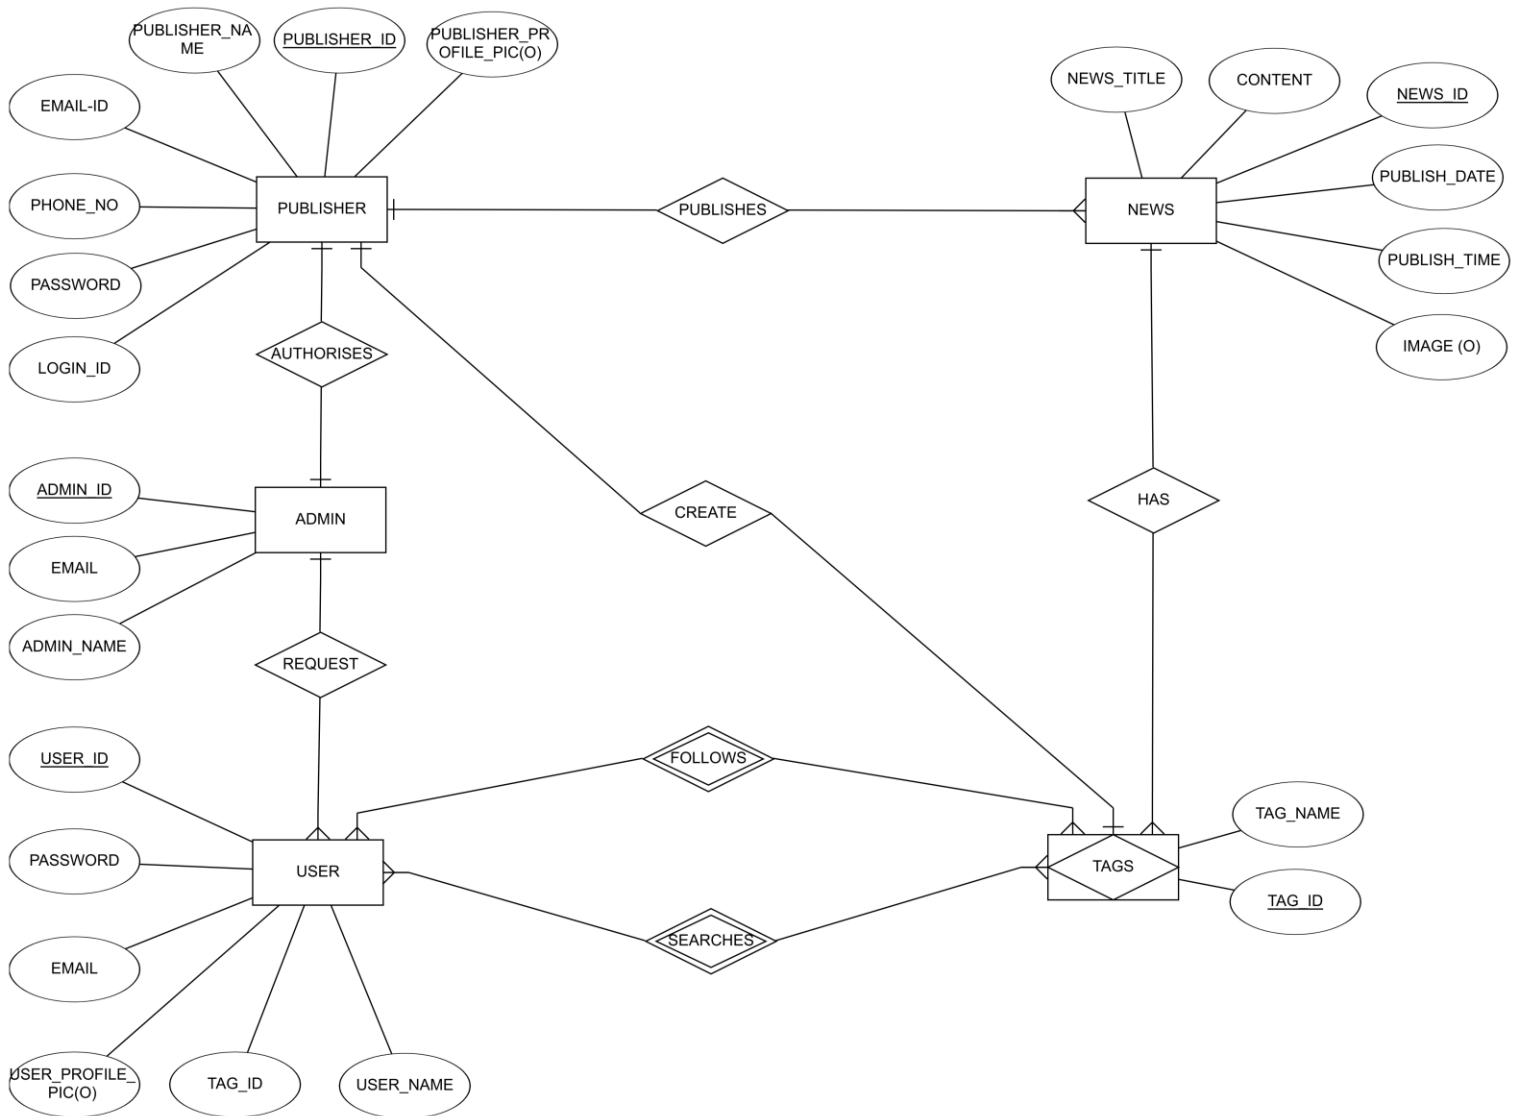 PUBLISHER_NA
ME
PUBLISHER_ID
PUBLISHER_PR
OFILE_PIC(O)
NEWS_TITLE
CONTENT
NEWS_ID
EMAIL-ID
PHONE_NO
PUBLISHER
PUBLISHES
NEWS
PUBLISH_DATE
PASSWORD
PUBLISH_TIME
LOGIN_ID
AUTHORISES
IMAGE (O)
ADMIN_ID
ADMIN
CREATE
HAS
EMAIL
ADMIN_NAME
REQUEST
USER_ID
FOLLOWS
TAG_NAME
PASSWORD
USER
TAGS
TAG_ID
SEARCHES
EMAIL
USER_PROFILE_
PIC(O)
TAG_ID
USER_NAME